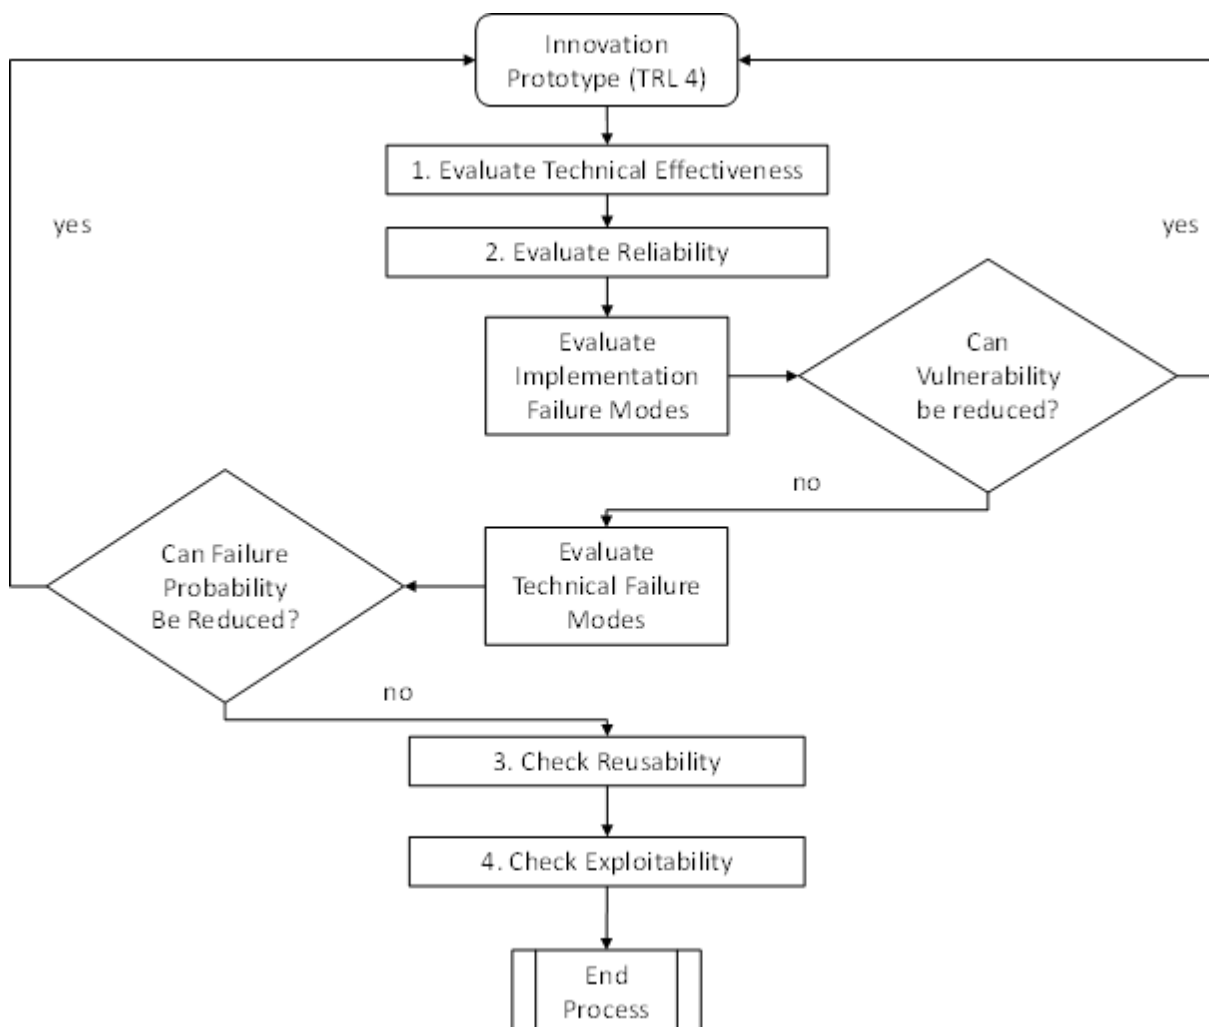 Innovation
Prototype (TRL 4)
1. Evaluate Technical Effectiveness
yes
yes
2. Evaluate Reliability
Evaluate
Implementation
Failure Modes
Can
Vulnerability
be reduced?
no
Evaluate
Technical Failure
Modes
Can Failure
Probability
Be Reduced?
no
3. Check Reusability
4. Check Exploitability
End
Process